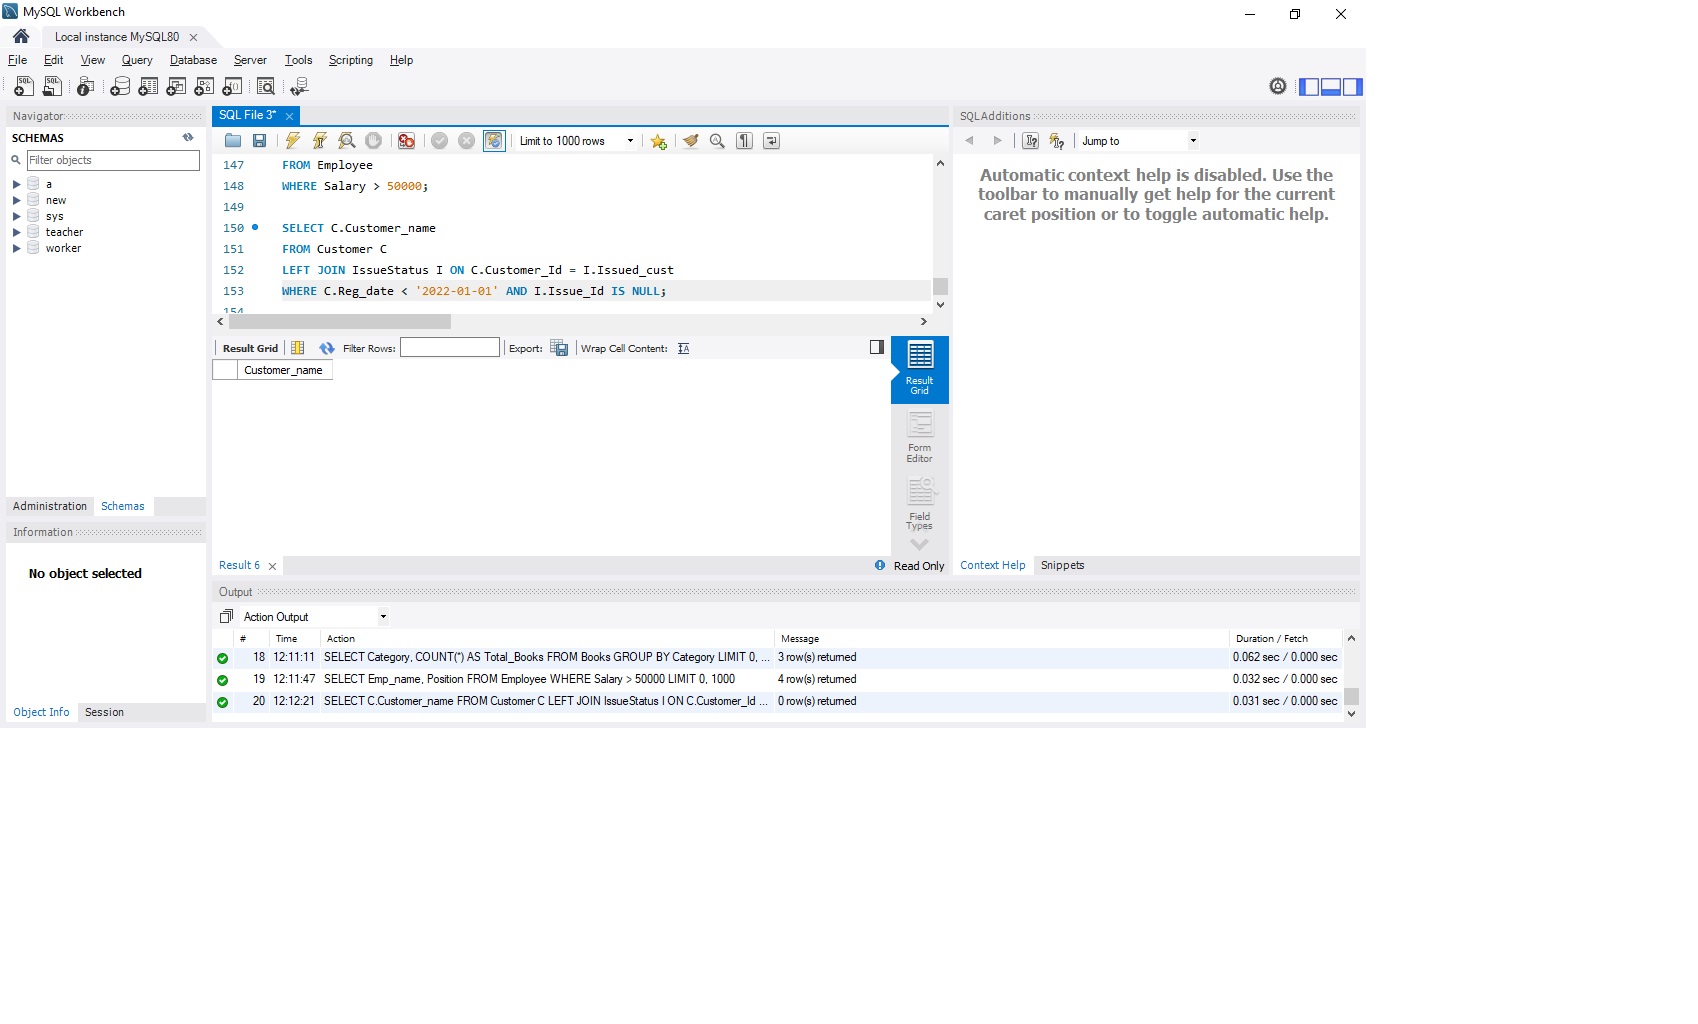 MySQL Workbench
Local instance MySQL80
File Edit View Query Database Server Tools Scripting Help
Navigator
SCHEMAS
Filter objects
a
new
sys
teacher
worker
Administration Schemas
Information
No object selected
Object Info Session
SQL File 3*
Limit to 1000 rows
147 FROM Employee
148 WHERE Salary > 50000;
149
150 SELECT C.Customer_name
151 FROM Customer C
152 LEFT JOIN IssueStatus I ON C.Customer_Id = I.Issued_cust
153 WHERE C.Reg_date < '2022-01-01' AND I.Issue_Id IS NULL;
154
Result Grid Filter Rows: Export: Wrap Cell Content:
Customer_name
Result
Grid
Form
Editor
Field
Types
Result 6 Read Only
SQLAdditions
Jump to
Automatic context help is disabled. Use the
toolbar to manually get help for the current
caret position or to toggle automatic help.
Context Help Snippets
Output
Action Output
# Time Action Message Duration / Fetch
18 12:11:11 SELECT Category, COUNT(*) AS Total_Books FROM Books GROUP BY Category LIMIT 0, ... 3 row(s) returned 0.062 sec / 0.000 sec
19 12:11:47 SELECT Emp_name, Position FROM Employee WHERE Salary > 50000 LIMIT 0, 1000 4 row(s) returned 0.032 sec / 0.000 sec
20 12:12:21 SELECT C.Customer_name FROM Customer C LEFT JOIN IssueStatus I ON C.Customer_Id ... 0 row(s) returned 0.031 sec / 0.000 sec